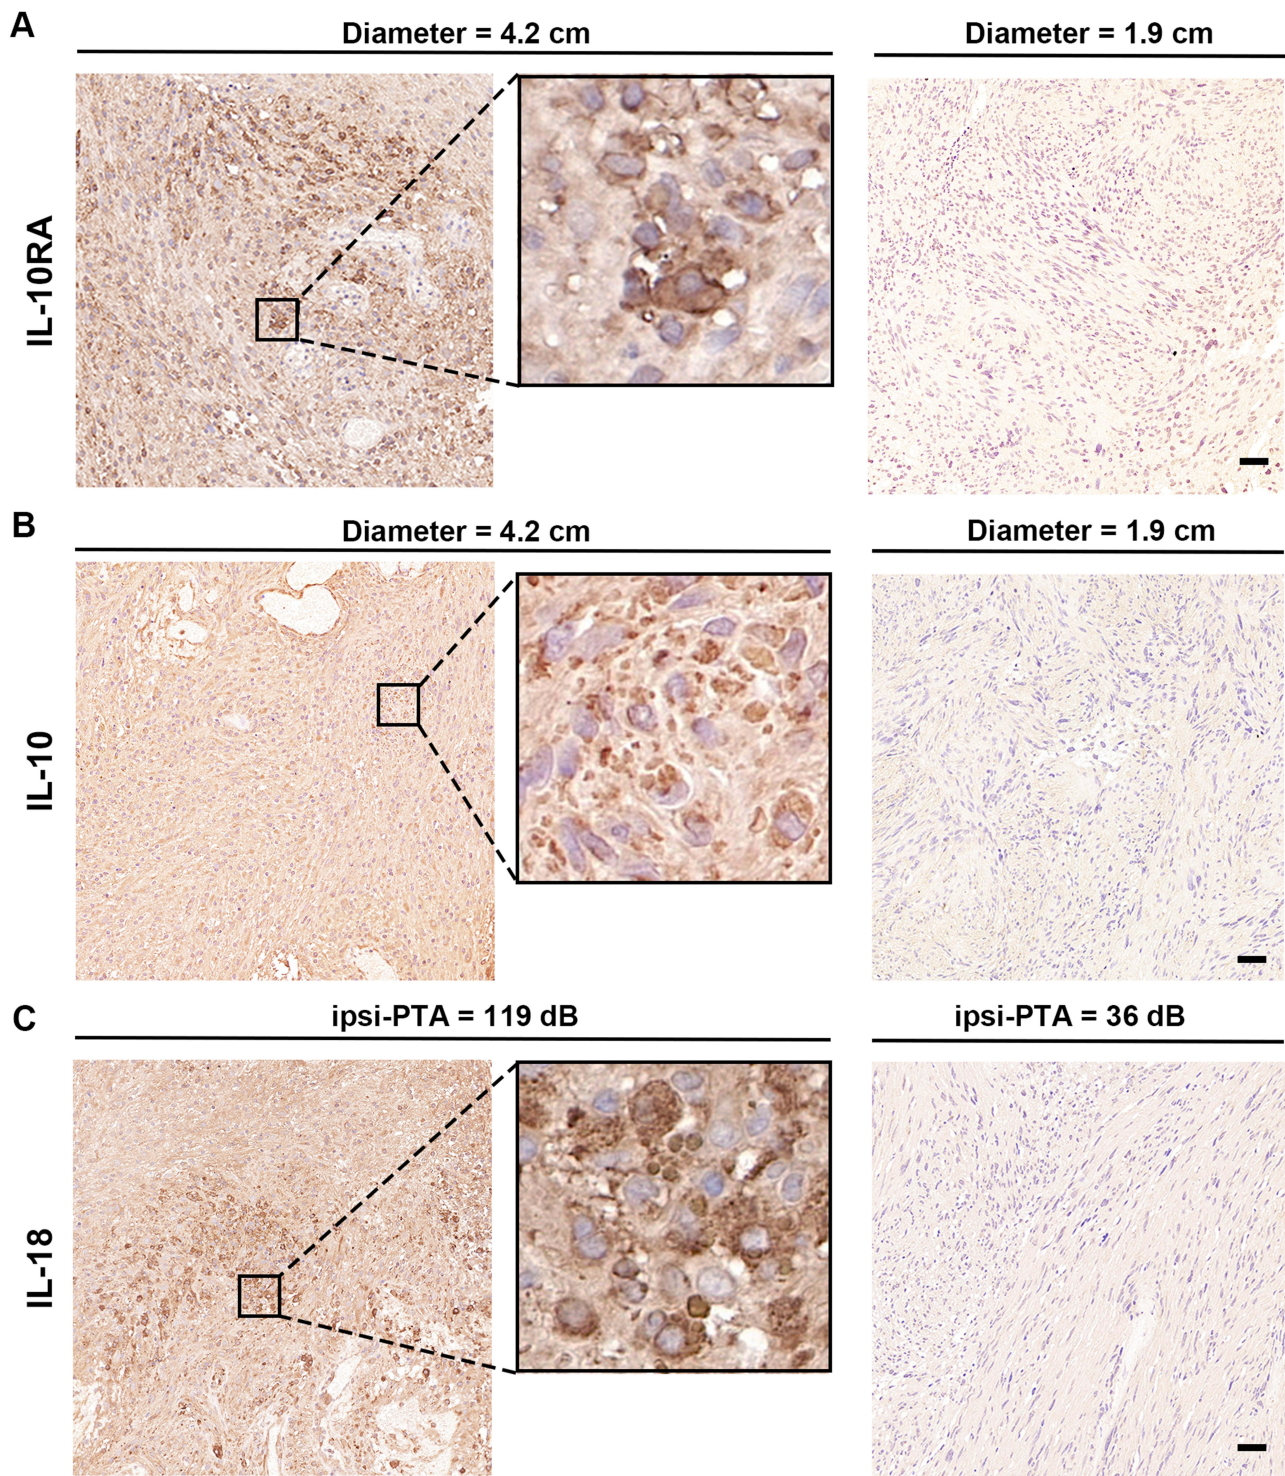 A
Diameter = 4.2 cm
Diameter = 1.9 cm
IL-10RA
B
Diameter = 4.2 cm
Diameter = 1.9 cm
IL-10
C
ipsi-PTA = 119 dB
ipsi-PTA = 36 dB
IL-18